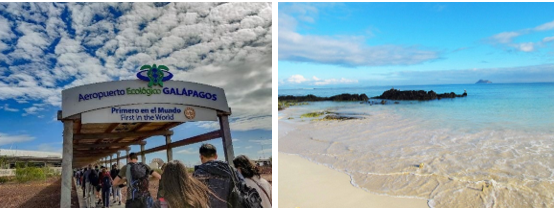 Aeropuerto Ecológico GALÁPAGOS
Primero en el Mundo
First in the World